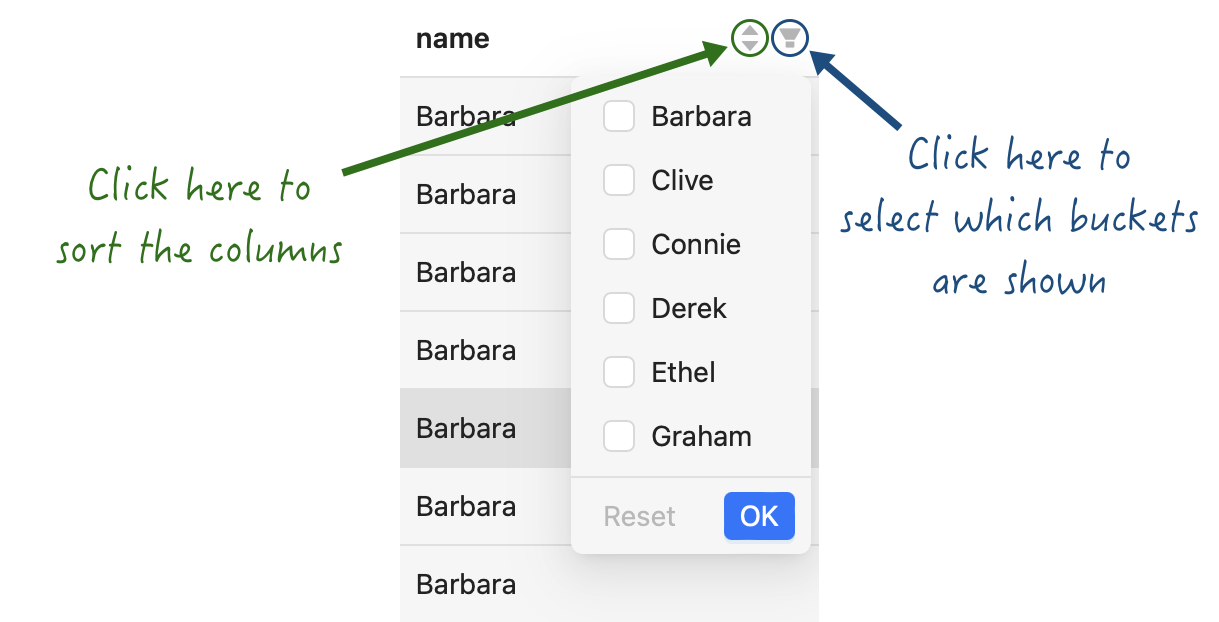 name
Barbara
Barbara
Barbara
Barbara
Barbara
Barbara
Barbara
Barbara
Clive
Connie
Derek
Ethel
Graham
Reset
OK
Click here to
sort the columns
Click here to
select which buckets
are shown